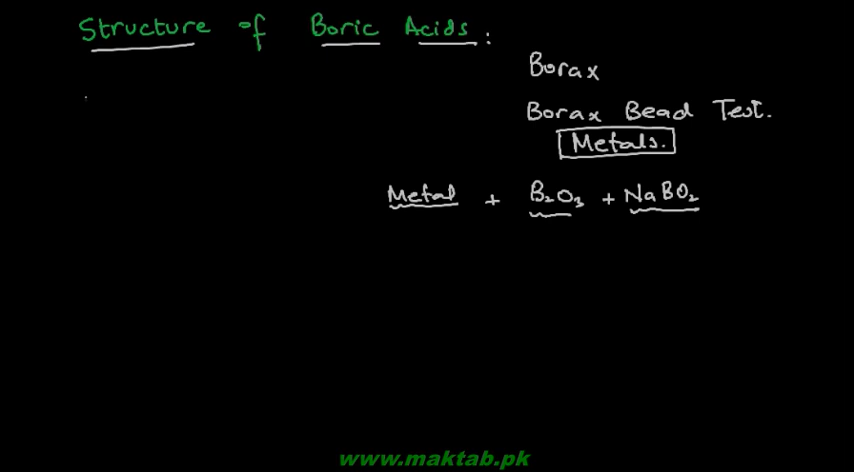 Structure of Boric Acids:
Borax
Borax Bead Test.
Metals.
Metal + B₂O₃ + NaBO₂
www.maktab.pk